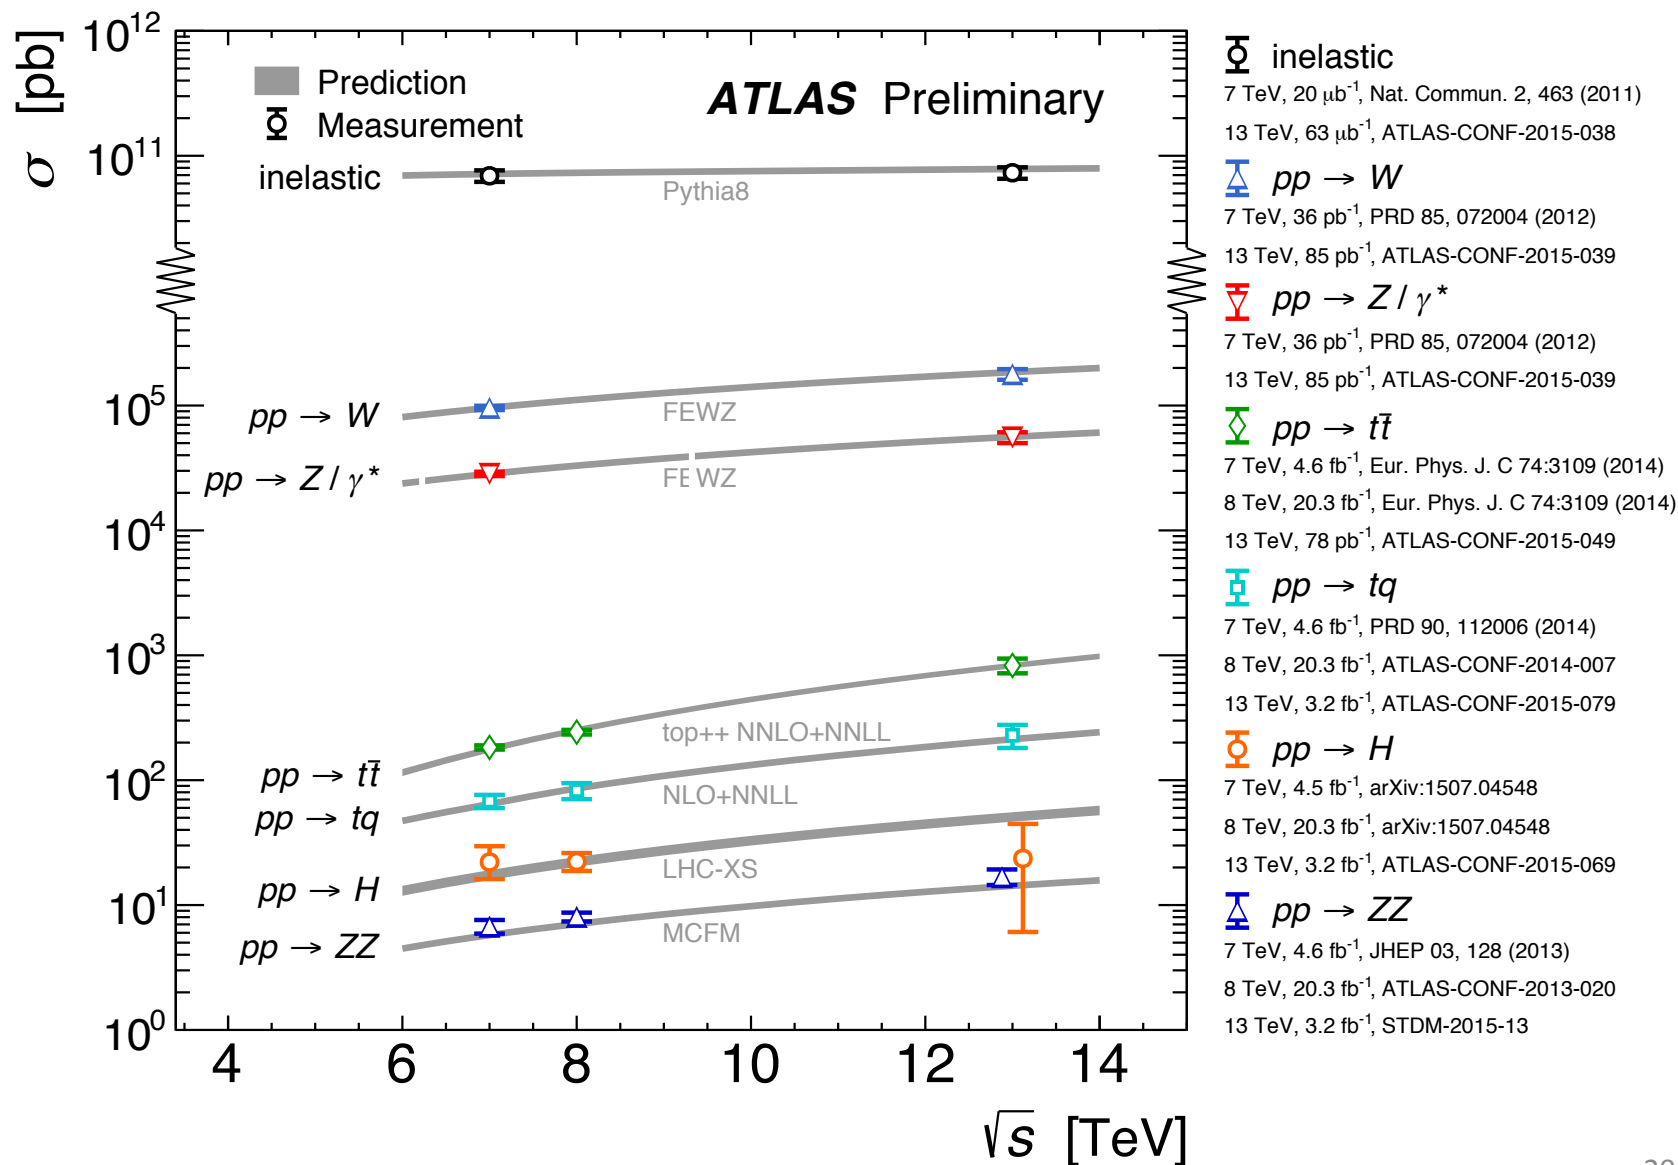 σ [pb]
10^12
10^11
10^5
10^4
10^3
10^2
10^1
10^0
Prediction
Measurement
ATLAS Preliminary
inelastic
Pythia8
pp → W
FEWZ
pp → Z / γ*
FEWZ
pp → tt̄
top++ NNLO+NNLL
pp → tq
NLO+NNLL
pp → H
LHC-XS
pp → ZZ
MCFM
4 6 8 10 12 14
√s [TeV]
inelastic
7 TeV, 20 μb^-1, Nat. Commun. 2, 463 (2011)
13 TeV, 63 μb^-1, ATLAS-CONF-2015-038
pp → W
7 TeV, 36 pb^-1, PRD 85, 072004 (2012)
13 TeV, 85 pb^-1, ATLAS-CONF-2015-039
pp → Z / γ*
7 TeV, 36 pb^-1, PRD 85, 072004 (2012)
13 TeV, 85 pb^-1, ATLAS-CONF-2015-039
pp → tt̄
7 TeV, 4.6 fb^-1, Eur. Phys. J. C 74:3109 (2014)
8 TeV, 20.3 fb^-1, Eur. Phys. J. C 74:3109 (2014)
13 TeV, 78 pb^-1, ATLAS-CONF-2015-049
pp → tq
7 TeV, 4.6 fb^-1, PRD 90, 112006 (2014)
8 TeV, 20.3 fb^-1, ATLAS-CONF-2014-007
13 TeV, 3.2 fb^-1, ATLAS-CONF-2015-079
pp → H
7 TeV, 4.5 fb^-1, arXiv:1507.04548
8 TeV, 20.3 fb^-1, arXiv:1507.04548
13 TeV, 3.2 fb^-1, ATLAS-CONF-2015-069
pp → ZZ
7 TeV, 4.6 fb^-1, JHEP 03, 128 (2013)
8 TeV, 20.3 fb^-1, ATLAS-CONF-2013-020
13 TeV, 3.2 fb^-1, STDM-2015-13